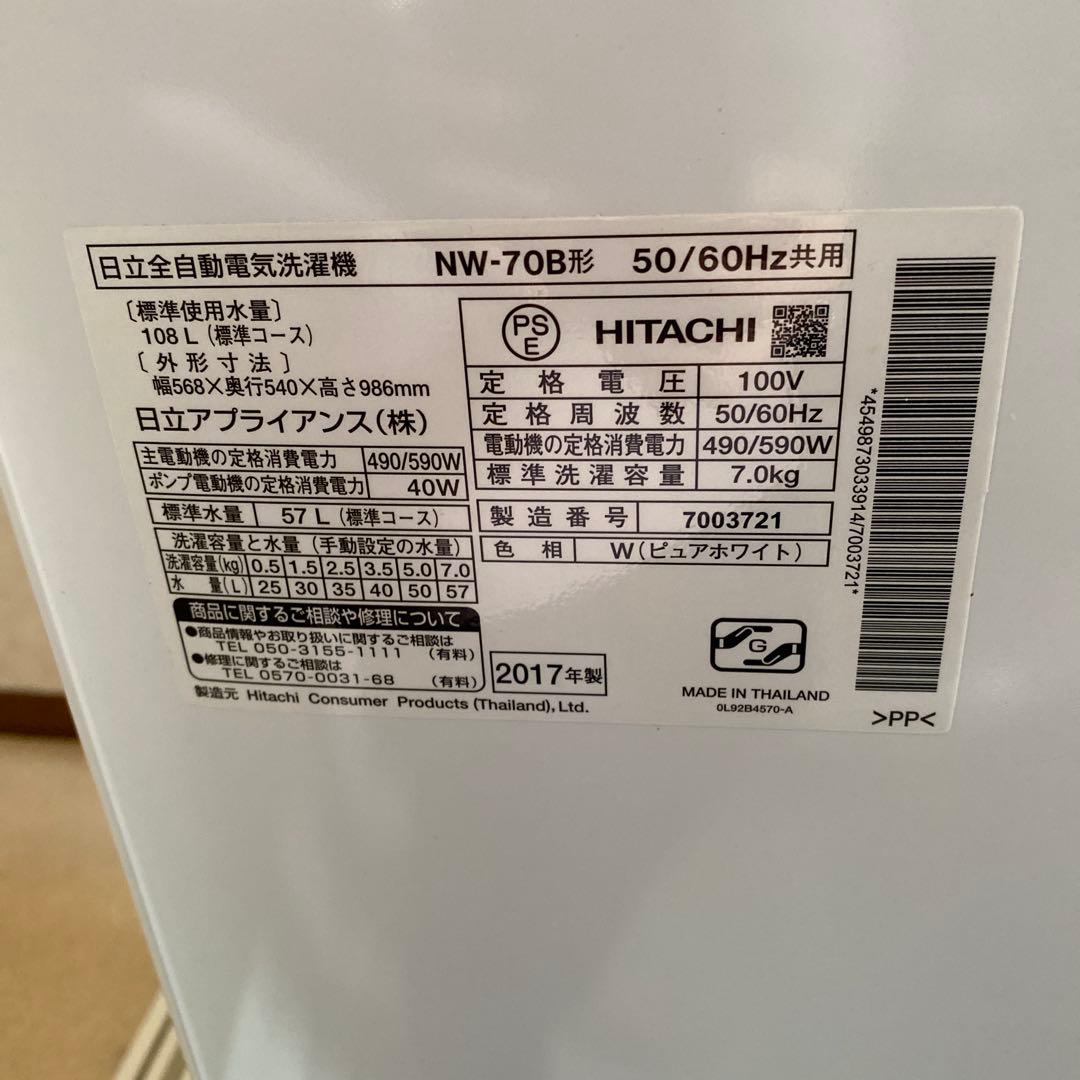 日立全自動電気洗濯機 NW-70B形 50/60Hz共用
〔標準使用水量〕
108 L (標準コース)
〔外形寸法〕
幅568×奥行540×高さ986mm
日立アプライアンス(株)
主電動機の定格消費電力 490/590W
ポンプ電動機の定格消費電力 40W
標準水量 57 L (標準コース)
洗濯容量と水量 (手動設定の水量)
洗濯容量(kg) 0.5 1.5 2.5 3.5 5.0 7.0
水量(L) 25 30 35 40 50 57
商品に関するご相談や修理について
●商品情報やお取り扱いに関するご相談は
TEL 050-3155-1111 (有料)
●修理に関するご相談は
TEL 0570-0031-68 (有料)
製造元 Hitachi Consumer Products (Thailand), Ltd.
PS
E
HITACHI
定格電圧 100V
定格周波数 50/60Hz
電動機の定格消費電力 490/590W
標準洗濯容量 7.0kg
製造番号 7003721
色相 W(ピュアホワイト)
2017年製
G
MADE IN THAILAND
0L92B4570-A
*4549873033914/7003721*
>PP<